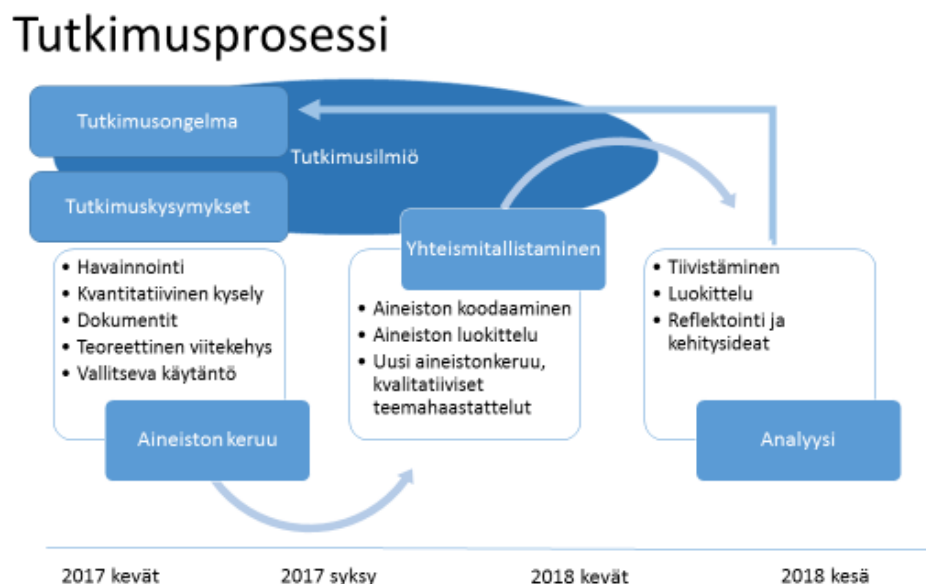 Tutkimusprosessi
Tutkimusongelma
Tutkimusilmiö
Tutkimuskysymykset
• Havainnointi
• Kvantitatiivinen kysely
• Dokumentit
• Teoreettinen viitekehys
• Vallitseva käytäntö
Aineiston keruu
Yhteismitallistaminen
• Aineiston koodaaminen
• Aineiston luokittelu
• Uusi aineistonkeruu,
kvalitatiiviset
teemahaastattelut
• Tiivistäminen
• Luokittelu
• Reflektointi ja
kehitysideat
Analyysi
2017 kevät
2017 syksy
2018 kevät
2018 kesä